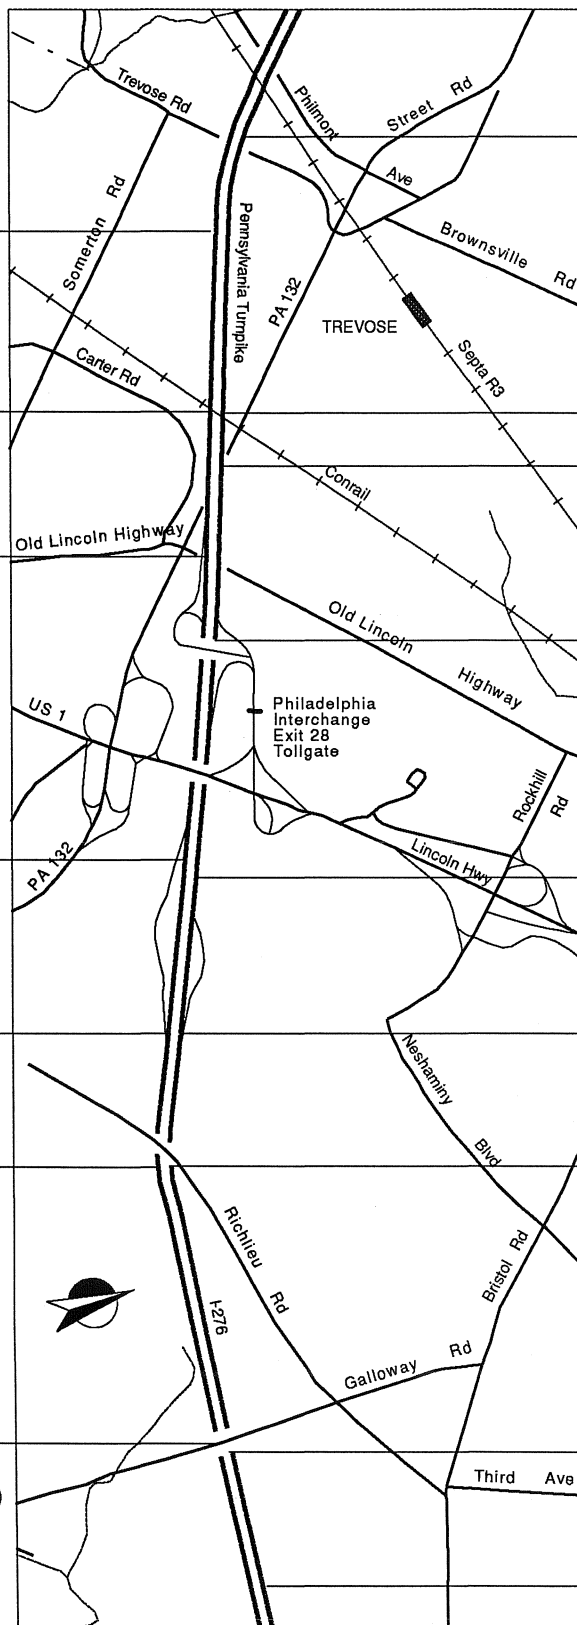 Trevose Rd
Philmont
Ave
Street Rd
Somerton Rd
Pennsylvania Turnpike
PA 132
Brownsville Rd
TREVOSE
Septa R3
Carter Rd
Conrail
Old Lincoln Highway
Old Lincoln
Highway
US 1
Philadelphia
Interchange
Exit 28
Tollgate
Rockhill
Rd
Lincoln Hwy
PA 132
Neshaminy
Blvd
Richlieu
Rd
Bristol Rd
I-276
Galloway Rd
Third Ave